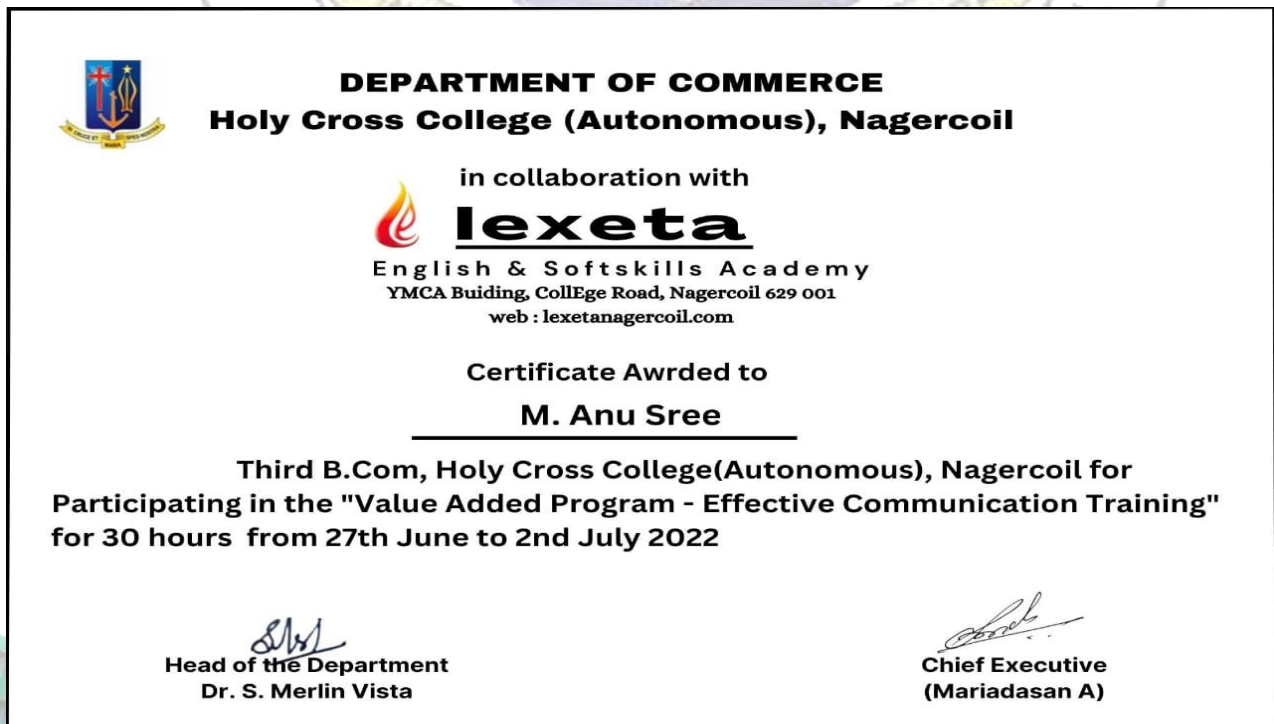 DEPARTMENT OF COMMERCE
Holy Cross College (Autonomous), Nagercoil
in collaboration with
lexeta
English & Softskills Academy
YMCA Buiding, CollEge Road, Nagercoil 629 001
web : lexetanagercoil.com
Certificate Awrded to
M. Anu Sree
Third B.Com, Holy Cross College(Autonomous), Nagercoil for
Participating in the "Value Added Program - Effective Communication Training"
for 30 hours from 27th June to 2nd July 2022
Head of the Department
Dr. S. Merlin Vista
Chief Executive
(Mariadasan A)